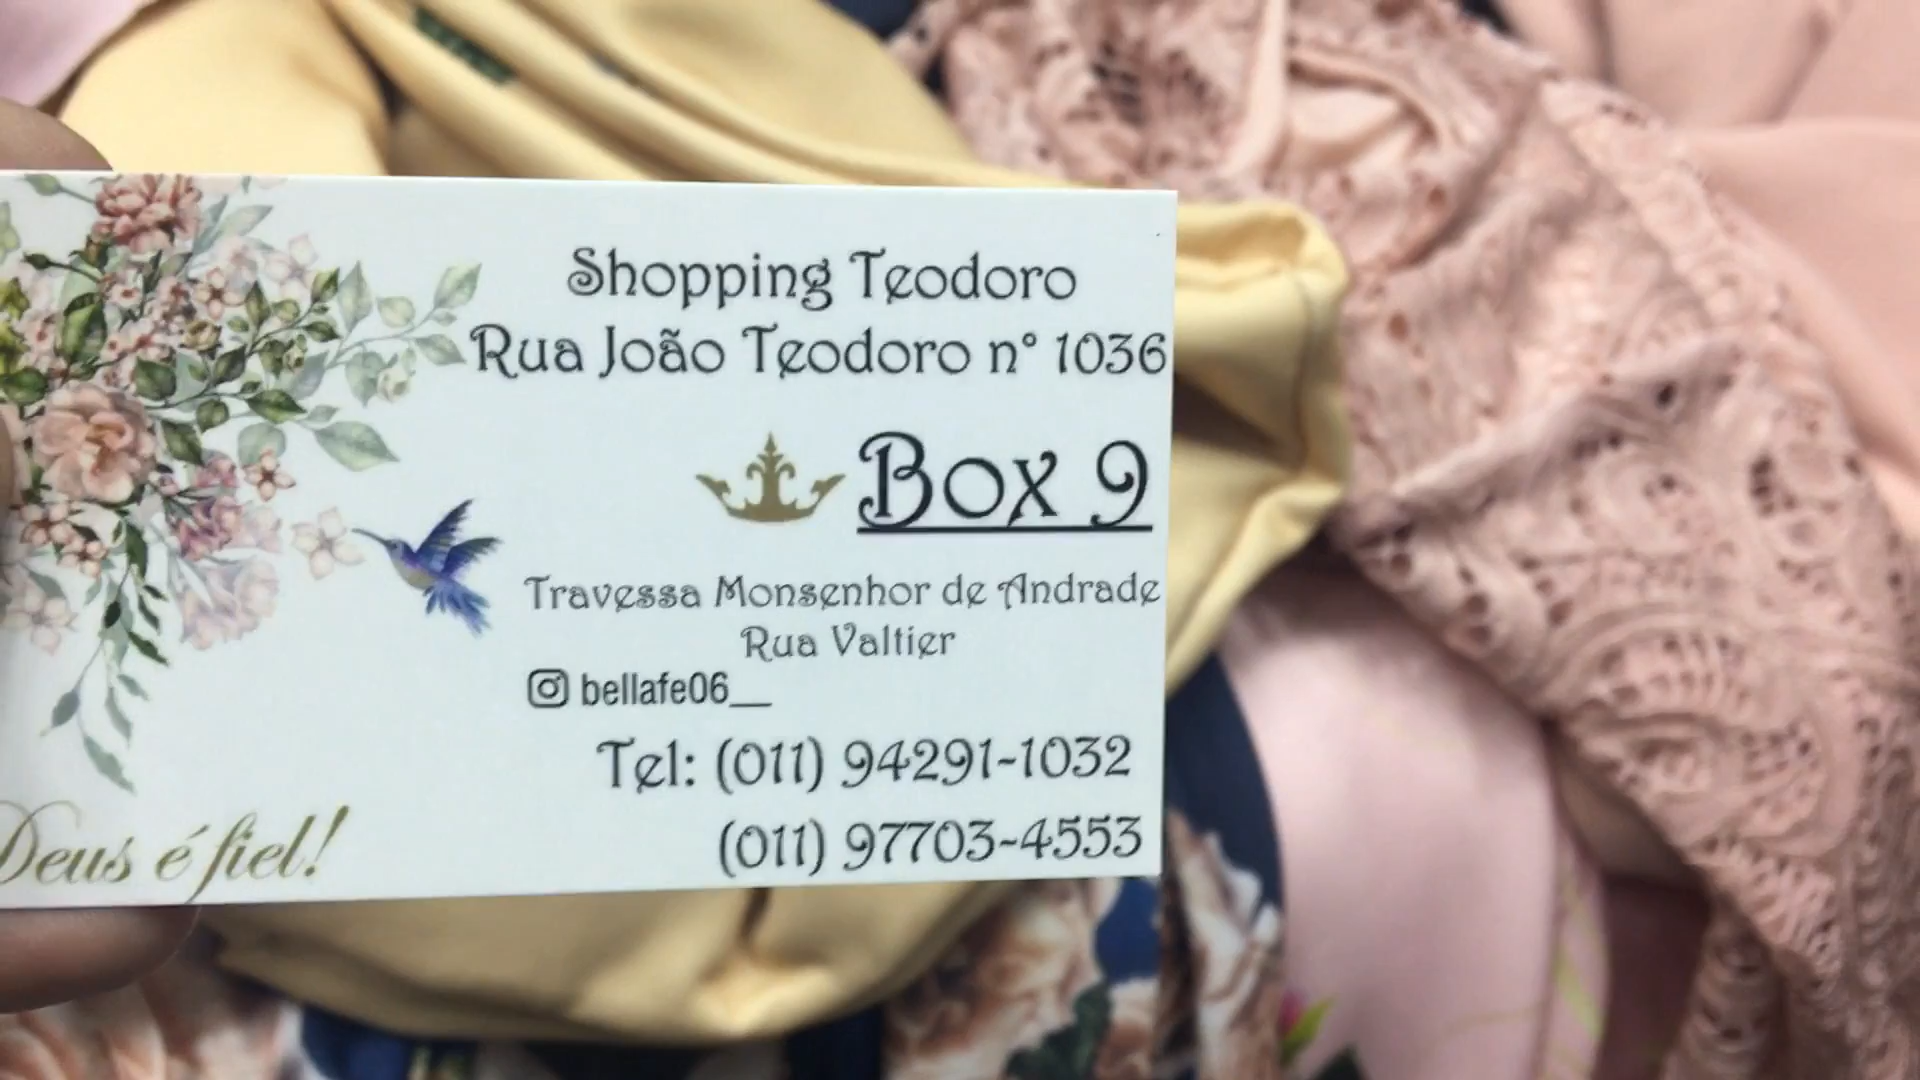 Shopping Teodoro
Rua João Teodoro n° 1036
Box 9
Travessa Monsenhor de Andrade
Rua Valtier
bellafe06__
Tel: (011) 94291-1032
(011) 97703-4553
Deus é fiel!